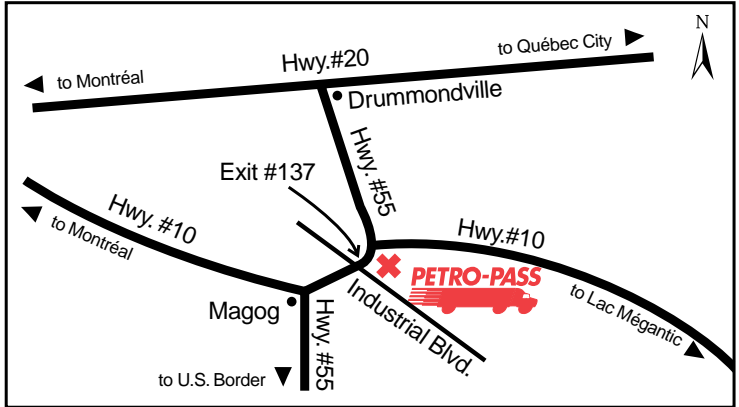 N
Hwy.#20
to Québec City
to Montréal
Drummondville
Hwy. #55
Exit #137
Hwy. #10
to Montréal
Hwy.#10
PETRO-PASS
to Lac Mégantic
Industrial Blvd.
Magog
Hwy. #55
to U.S. Border